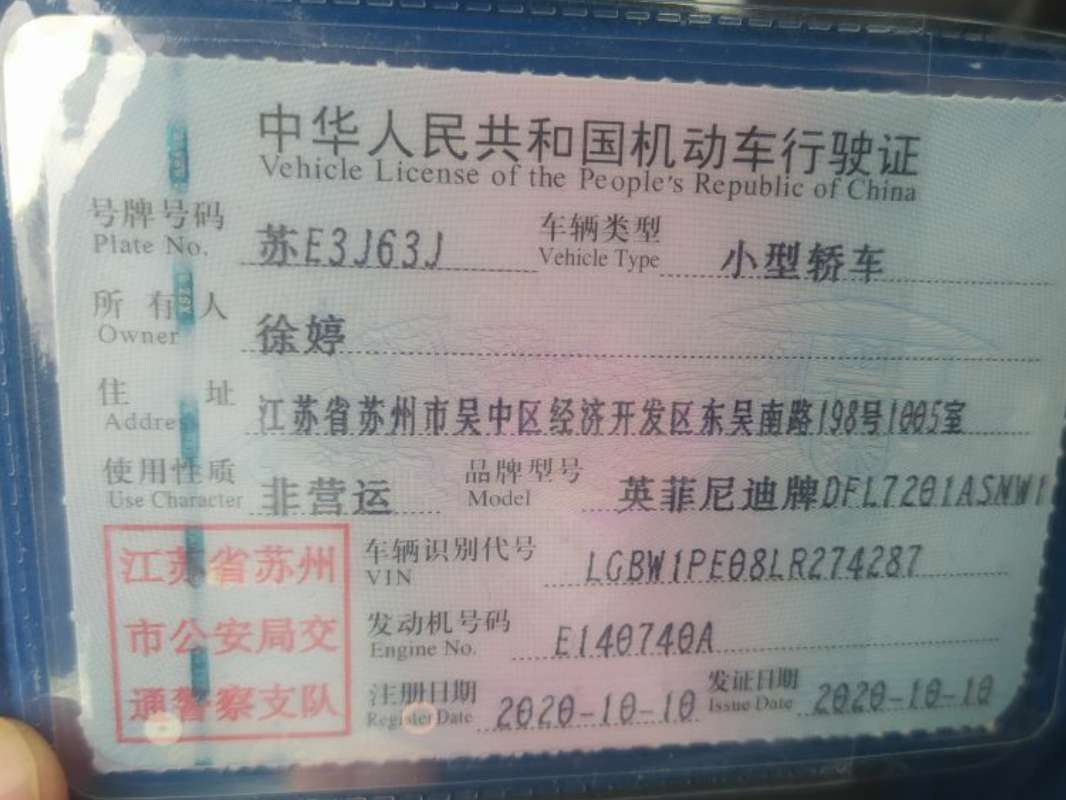 中华人民共和国机动车行驶证
Vehicle License of the People's Republic of China
号牌号码 苏E3J63J 车辆类型 小型轿车
Plate No. Vehicle Type
所有人 徐婷
Owner
住址 江苏省苏州市吴中区经济开发区东吴南路198号1005室
Address
使用性质 非营运 品牌型号 英菲尼迪牌DFL7201ASNW1
Use Character Model
江苏省苏州
市公安局交
通警察支队
车辆识别代号 LGBW1PE08LR274287
VIN
发动机号码 E140740A
Engine No.
注册日期 2020-10-10 发证日期 2020-10-10
Register Date Issue Date